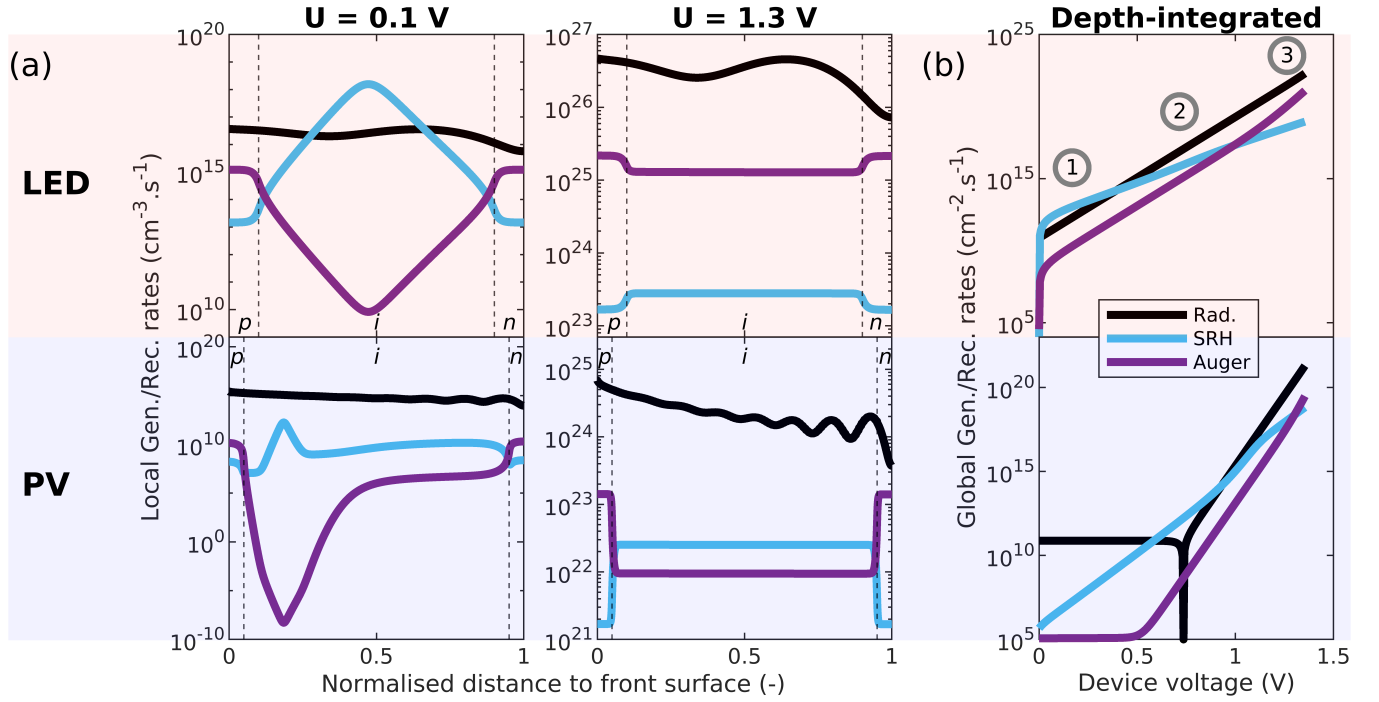 U = 0.1 V
U = 1.3 V
Depth-integrated
(a)
(b)
LED
PV
Local Gen./Rec. rates (cm-3.s-1)
Global Gen./Rec. rates (cm-2.s-1)
10^20
10^15
10^10
p
i
n
10^27
10^26
10^25
10^24
10^23
p
i
n
10^25
10^15
10^5
1
2
3
Rad.
SRH
Auger
10^20
10^10
10^0
10^-10
p
i
n
0
0.5
1
10^25
10^24
10^23
10^22
10^21
p
i
n
0
0.5
1
10^20
10^15
10^10
10^5
0
0.5
1
1.5
Normalised distance to front surface (-)
Device voltage (V)